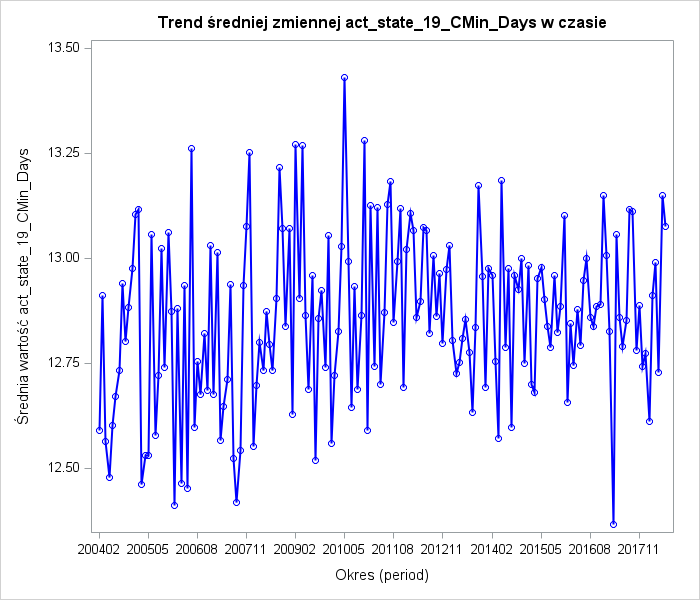 Trend średniej zmiennej act_state_19_CMin_Days w czasie
Średnia wartość act_state_19_CMin_Days
13.50
13.25
13.00
12.75
12.50
200402 200505 200608 200711 200902 201005 201108 201211 201402 201505 201608 201711
Okres (period)